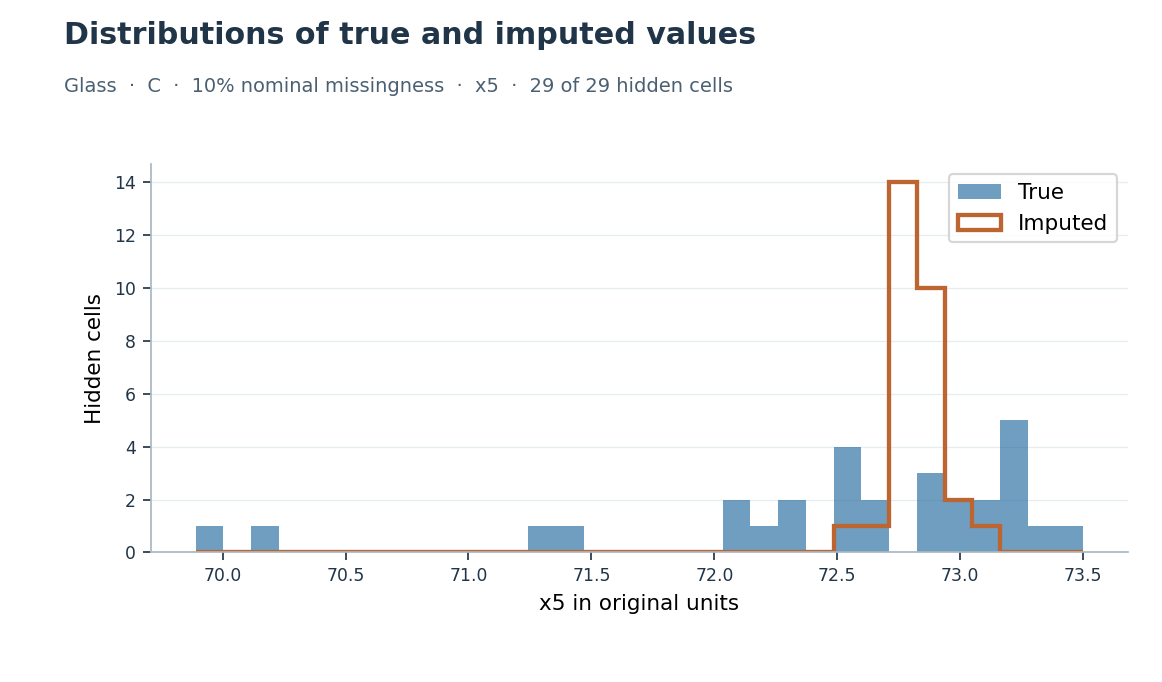 Distributions of true and imputed values
Glass · C · 10% nominal missingness · x5 · 29 of 29 hidden cells
True
Imputed
Hidden cells
14
12
10
8
6
4
2
0
70.0 70.5 71.0 71.5 72.0 72.5 73.0 73.5
x5 in original units